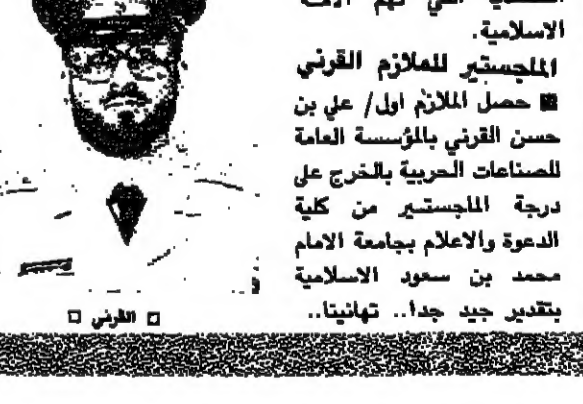 الاسلامية.
الماجستير للملازم القرني
■ حصل الملازم اول/ علي بن
حسن القرني بالمؤسسة العامة
للصناعات الحربية بالخرج على
درجة الماجستير من كلية
الدعوة والاعلام بجامعة الامام
محمد بن سعود الاسلامية
بتقدير جيد جدا.. تهانينا..
□ القرني □